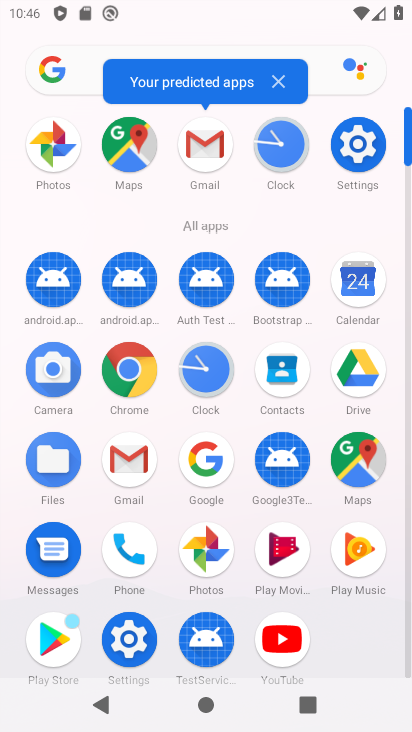 10:46
Your predicted apps
Photos Maps Gmail Clock Settings
All apps
android.ap... android.ap... Auth Test ... Bootstrap ... Calendar
24
Camera Chrome Clock Contacts Drive
Files Gmail Google Google3Te... Maps
Messages Phone Photos Play Movi... Play Music
Play Store Settings TestServic... YouTube